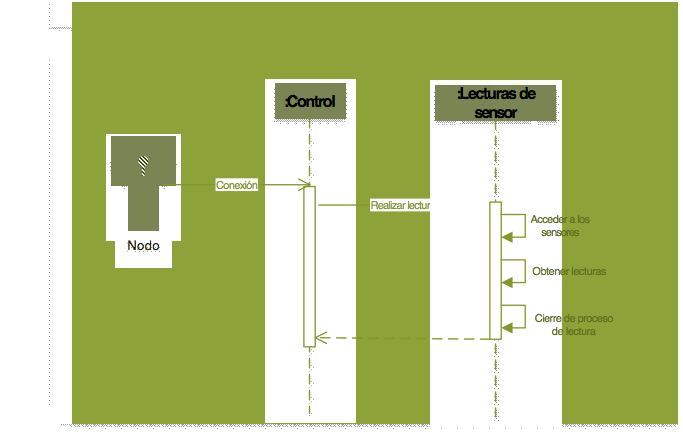 :Control
:Lecturas de
sensor
Conexión
Realizar lectur
Nodo
Acceder a los
sensores
Obtener lecturas
Cierre de proceso
de lectura